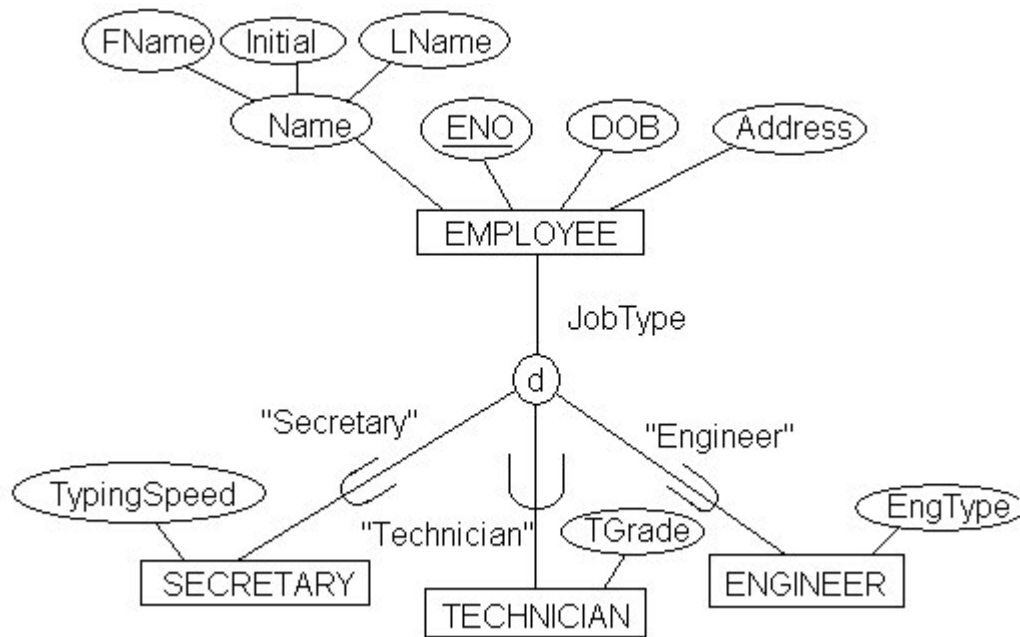 FName
Initial
LName
Name
ENO
DOB
Address
EMPLOYEE
JobType
d
"Secretary"
"Engineer"
TypingSpeed
"Technician"
TGrade
EngType
SECRETARY
TECHNICIAN
ENGINEER